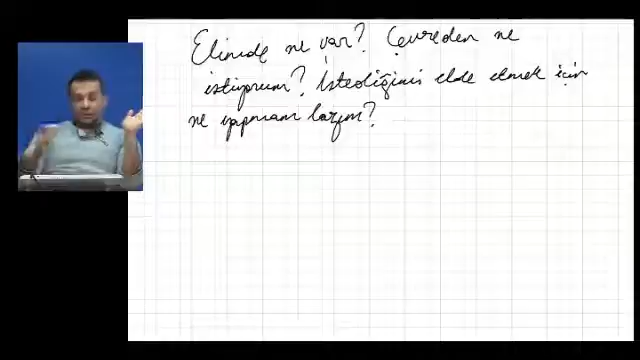 Elimde ne var? Çevreden ne
istiyorum? İstediğimi elde etmek için
ne yapmam lazım?